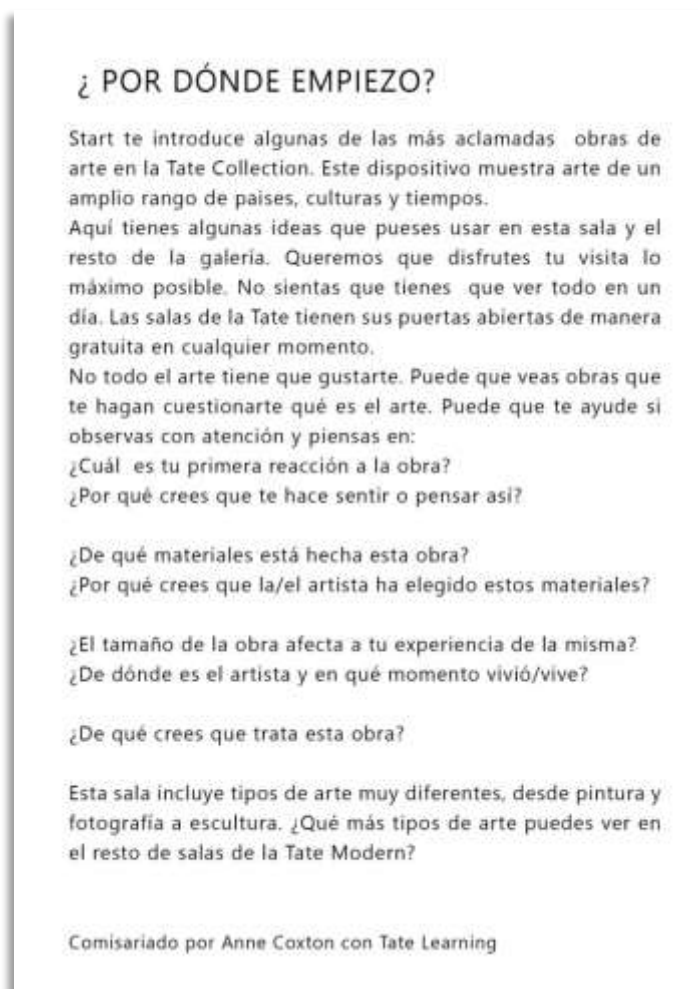 ¿ POR DÓNDE EMPIEZO?
Start te introduce algunas de las más aclamadas obras de
arte en la Tate Collection. Este dispositivo muestra arte de un
amplio rango de paises, culturas y tiempos.
Aquí tienes algunas ideas que pueses usar en esta sala y el
resto de la galería. Queremos que disfrutes tu visita lo
máximo posible. No sientas que tienes que ver todo en un
día. Las salas de la Tate tienen sus puertas abiertas de manera
gratuita en cualquier momento.
No todo el arte tiene que gustarte. Puede que veas obras que
te hagan cuestionarte qué es el arte. Puede que te ayude si
observas con atención y piensas en:
¿Cuál es tu primera reacción a la obra?
¿Por qué crees que te hace sentir o pensar así?
¿De qué materiales está hecha esta obra?
¿Por qué crees que la/el artista ha elegido estos materiales?
¿El tamaño de la obra afecta a tu experiencia de la misma?
¿De dónde es el artista y en qué momento vivió/vive?
¿De qué crees que trata esta obra?
Esta sala incluye tipos de arte muy diferentes, desde pintura y
fotografía a escultura. ¿Qué más tipos de arte puedes ver en
el resto de salas de la Tate Modern?
Comisariado por Anne Coxton con Tate Learning